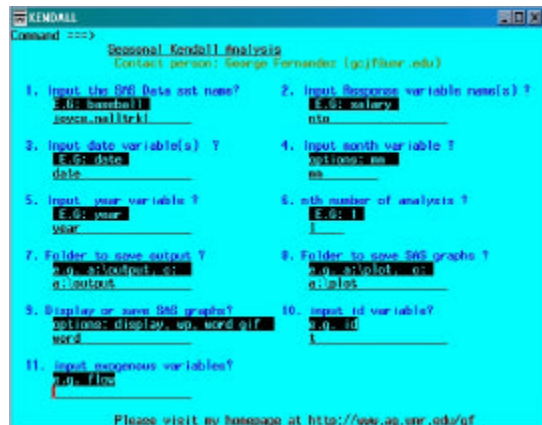 KENDALL
Command ===>
Seasonal Kendall Analysis
Contact person: George Fernandez (gcjf@unr.edu)
1. Input the SAS Data set name?
E.G: baseball
2. Input Response variable name(s) ?
E.G: salary
ntn
3. Input date variable(s) ?
E.G: date
date
4. Input month variable ?
options: mm
mm
5. Input year variable ?
E.G: year
year
6. nth number of analysis ?
E.G: 1
1
7. Folder to save output ?
e.g. a:\output, c:
a:\output
8. Folder to save SAS graphs ?
e.g. a:\plot, c:
a:\plot
9. Display or save SAS graphs?
options: display, wp, word gif
word
10. input id variable?
e.g. id
t
11. input exogenous variables?
e.g. flow
Please visit my homepage at http://www.ag.unr.edu/gf